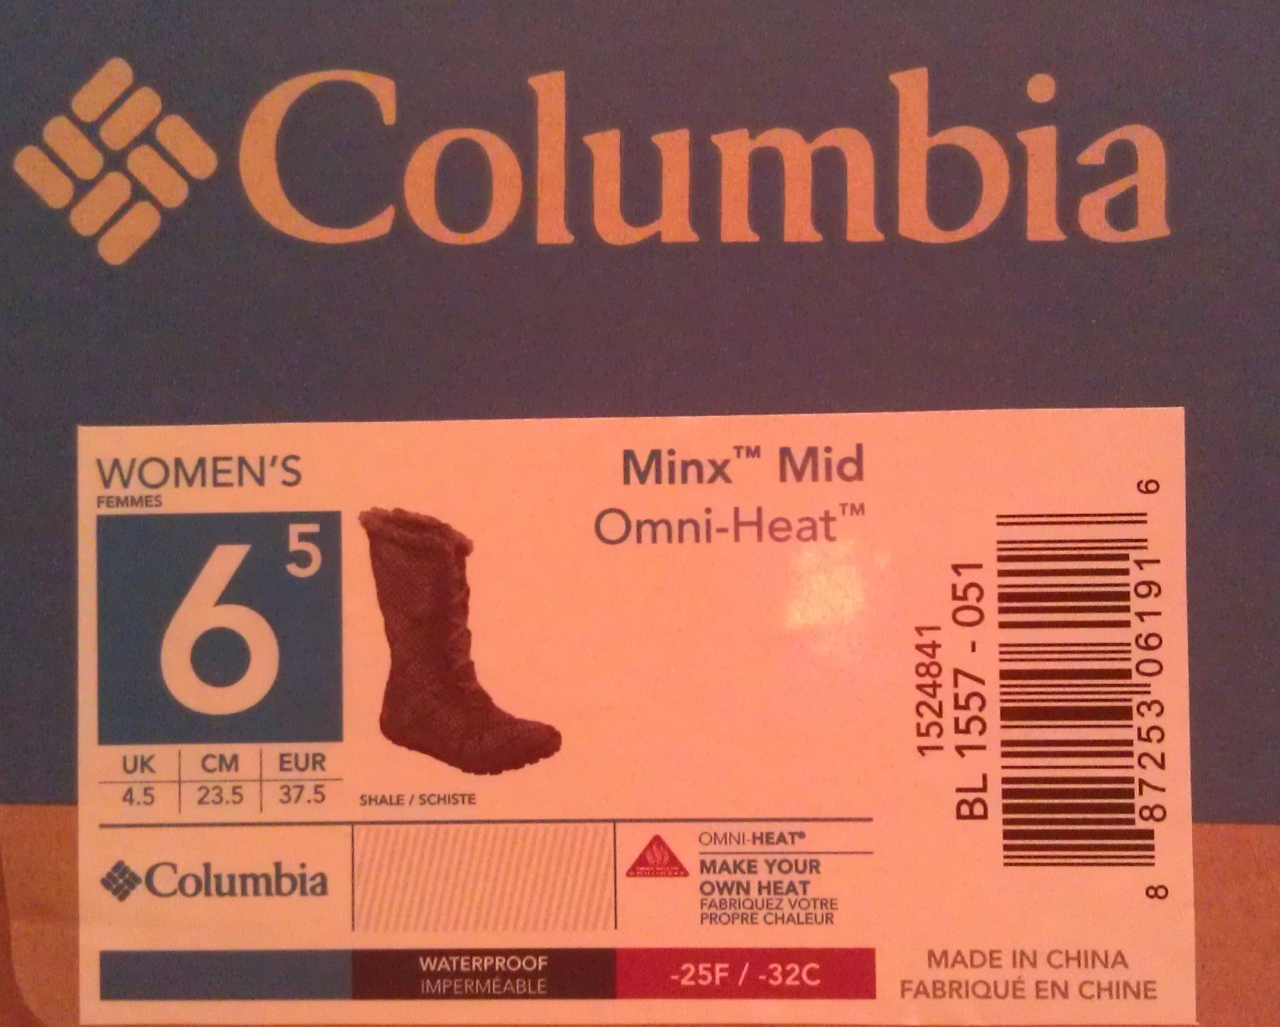 Columbia
WOMEN'S
FEMMES
6 5
UK CM EUR
4.5 23.5 37.5
Minx™ Mid
Omni-Heat™
SHALE / SCHISTE
1524841
BL 1557 - 051
8 87253 06191 6
Columbia
OMNI-HEAT®
MAKE YOUR
OWN HEAT
FABRIQUEZ VOTRE
PROPRE CHALEUR
WATERPROOF
IMPERMÉABLE
-25F / -32C
MADE IN CHINA
FABRIQUÉ EN CHINE